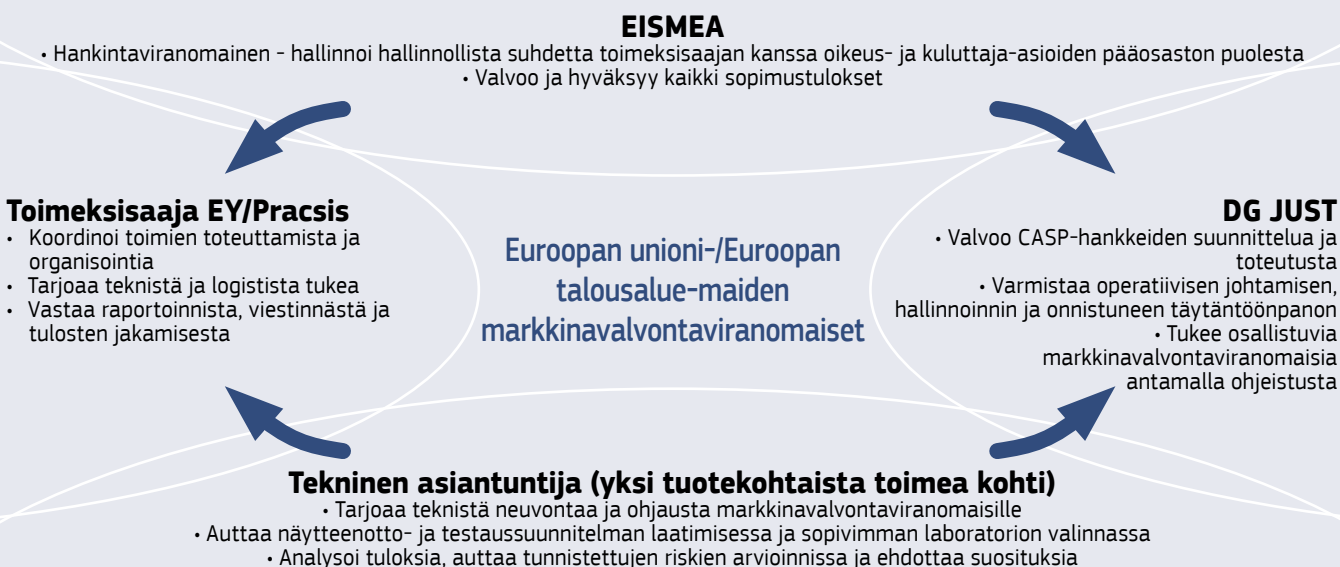 EISMEA
• Hankintaviranomainen - hallinnoi hallinnollista suhdetta toimeksisaajan kanssa oikeus- ja kuluttaja-asioiden pääosaston puolesta
• Valvoo ja hyväksyy kaikki sopimustulokset
Toimeksisaaja EY/Pracsis
• Koordinoi toimien toteuttamista ja
organisointia
• Tarjoaa teknistä ja logistista tukea
• Vastaa raportoinnista, viestinnästä ja
tulosten jakamisesta
Euroopan unioni-/Euroopan
talousalue-maiden
markkinavalvontaviranomaiset
DG JUST
• Valvoo CASP-hankkeiden suunnittelua ja
toteutusta
• Varmistaa operatiivisen johtamisen,
hallinnoinnin ja onnistuneen täytäntöönpanon
• Tukee osallistuvia
markkinavalvontaviranomaisia
antamalla ohjeistusta
Tekninen asiantuntija (yksi tuotekohtaista toimea kohti)
• Tarjoaa teknistä neuvontaa ja ohjausta markkinavalvontaviranomaisille
• Auttaa näytteenotto- ja testaussuunnitelman laatimisessa ja sopivimman laboratorion valinnassa
• Analysoi tuloksia, auttaa tunnistettujen riskien arvioinnissa ja ehdottaa suosituksia